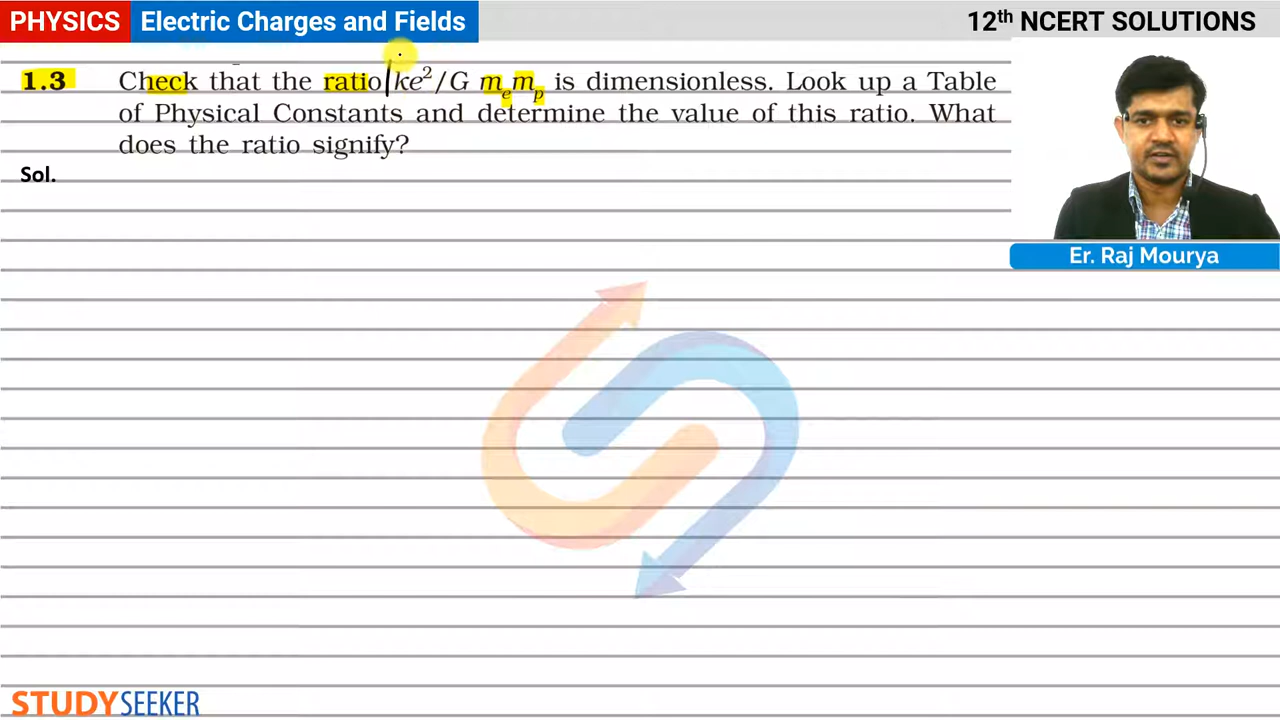 PHYSICS Electric Charges and Fields 12th NCERT SOLUTIONS
1.3 Check that the ratio ke²/G mₑmₚ is dimensionless. Look up a Table
of Physical Constants and determine the value of this ratio. What
does the ratio signify?
Sol.
Er. Raj Mourya
STUDYSEEKER